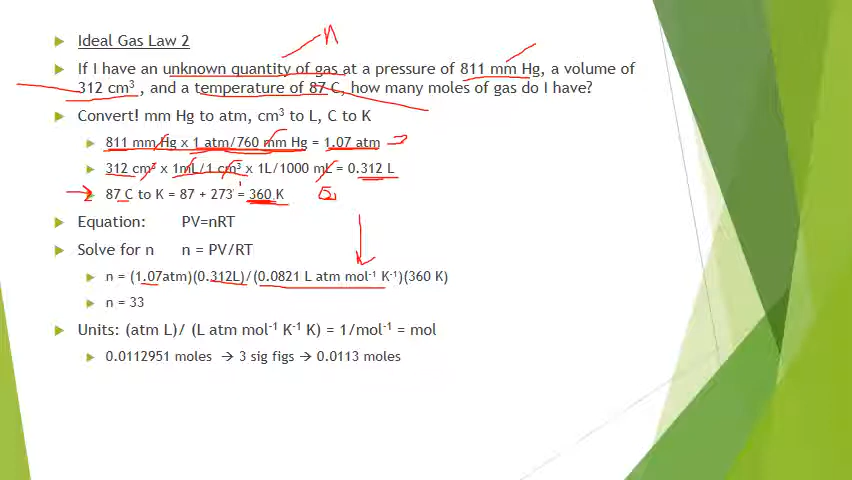 Ideal Gas Law 2
n
If I have an unknown quantity of gas at a pressure of 811 mm Hg, a volume of
312 cm³ , and a temperature of 87 C, how many moles of gas do I have?
Convert! mm Hg to atm, cm³ to L, C to K
811 mm Hg x 1 atm/760 mm Hg = 1.07 atm
312 cm³ x 1mL/1 cm³ x 1L/1000 mL = 0.312 L
87 C to K = 87 + 273 = 360 K
Equation: PV=nRT
Solve for n n = PV/RT
n = (1.07atm)(0.312L)/(0.0821 L atm mol⁻¹ K⁻¹)(360 K)
n = 33
Units: (atm L)/ (L atm mol⁻¹ K⁻¹ K) = 1/mol⁻¹ = mol
0.0112951 moles → 3 sig figs → 0.0113 moles